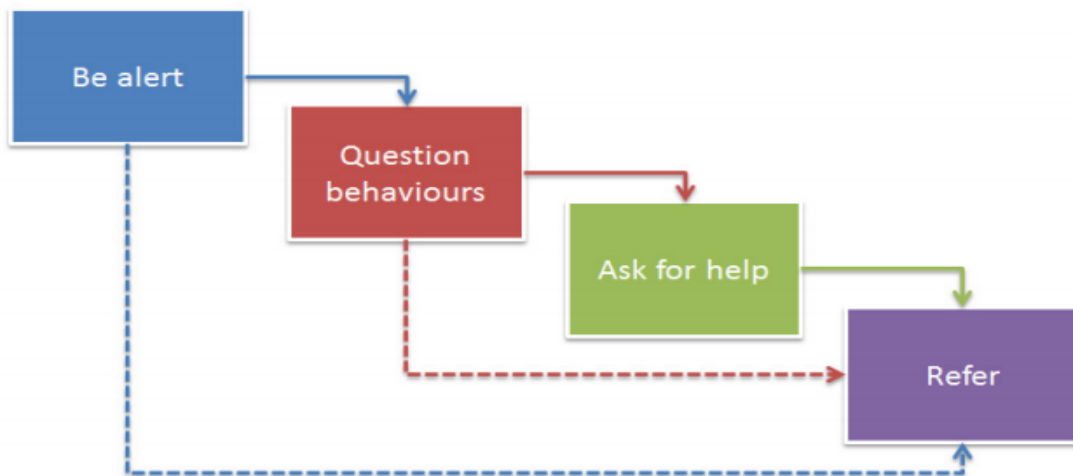 Be alert
Question
behaviours
Ask for help
Refer